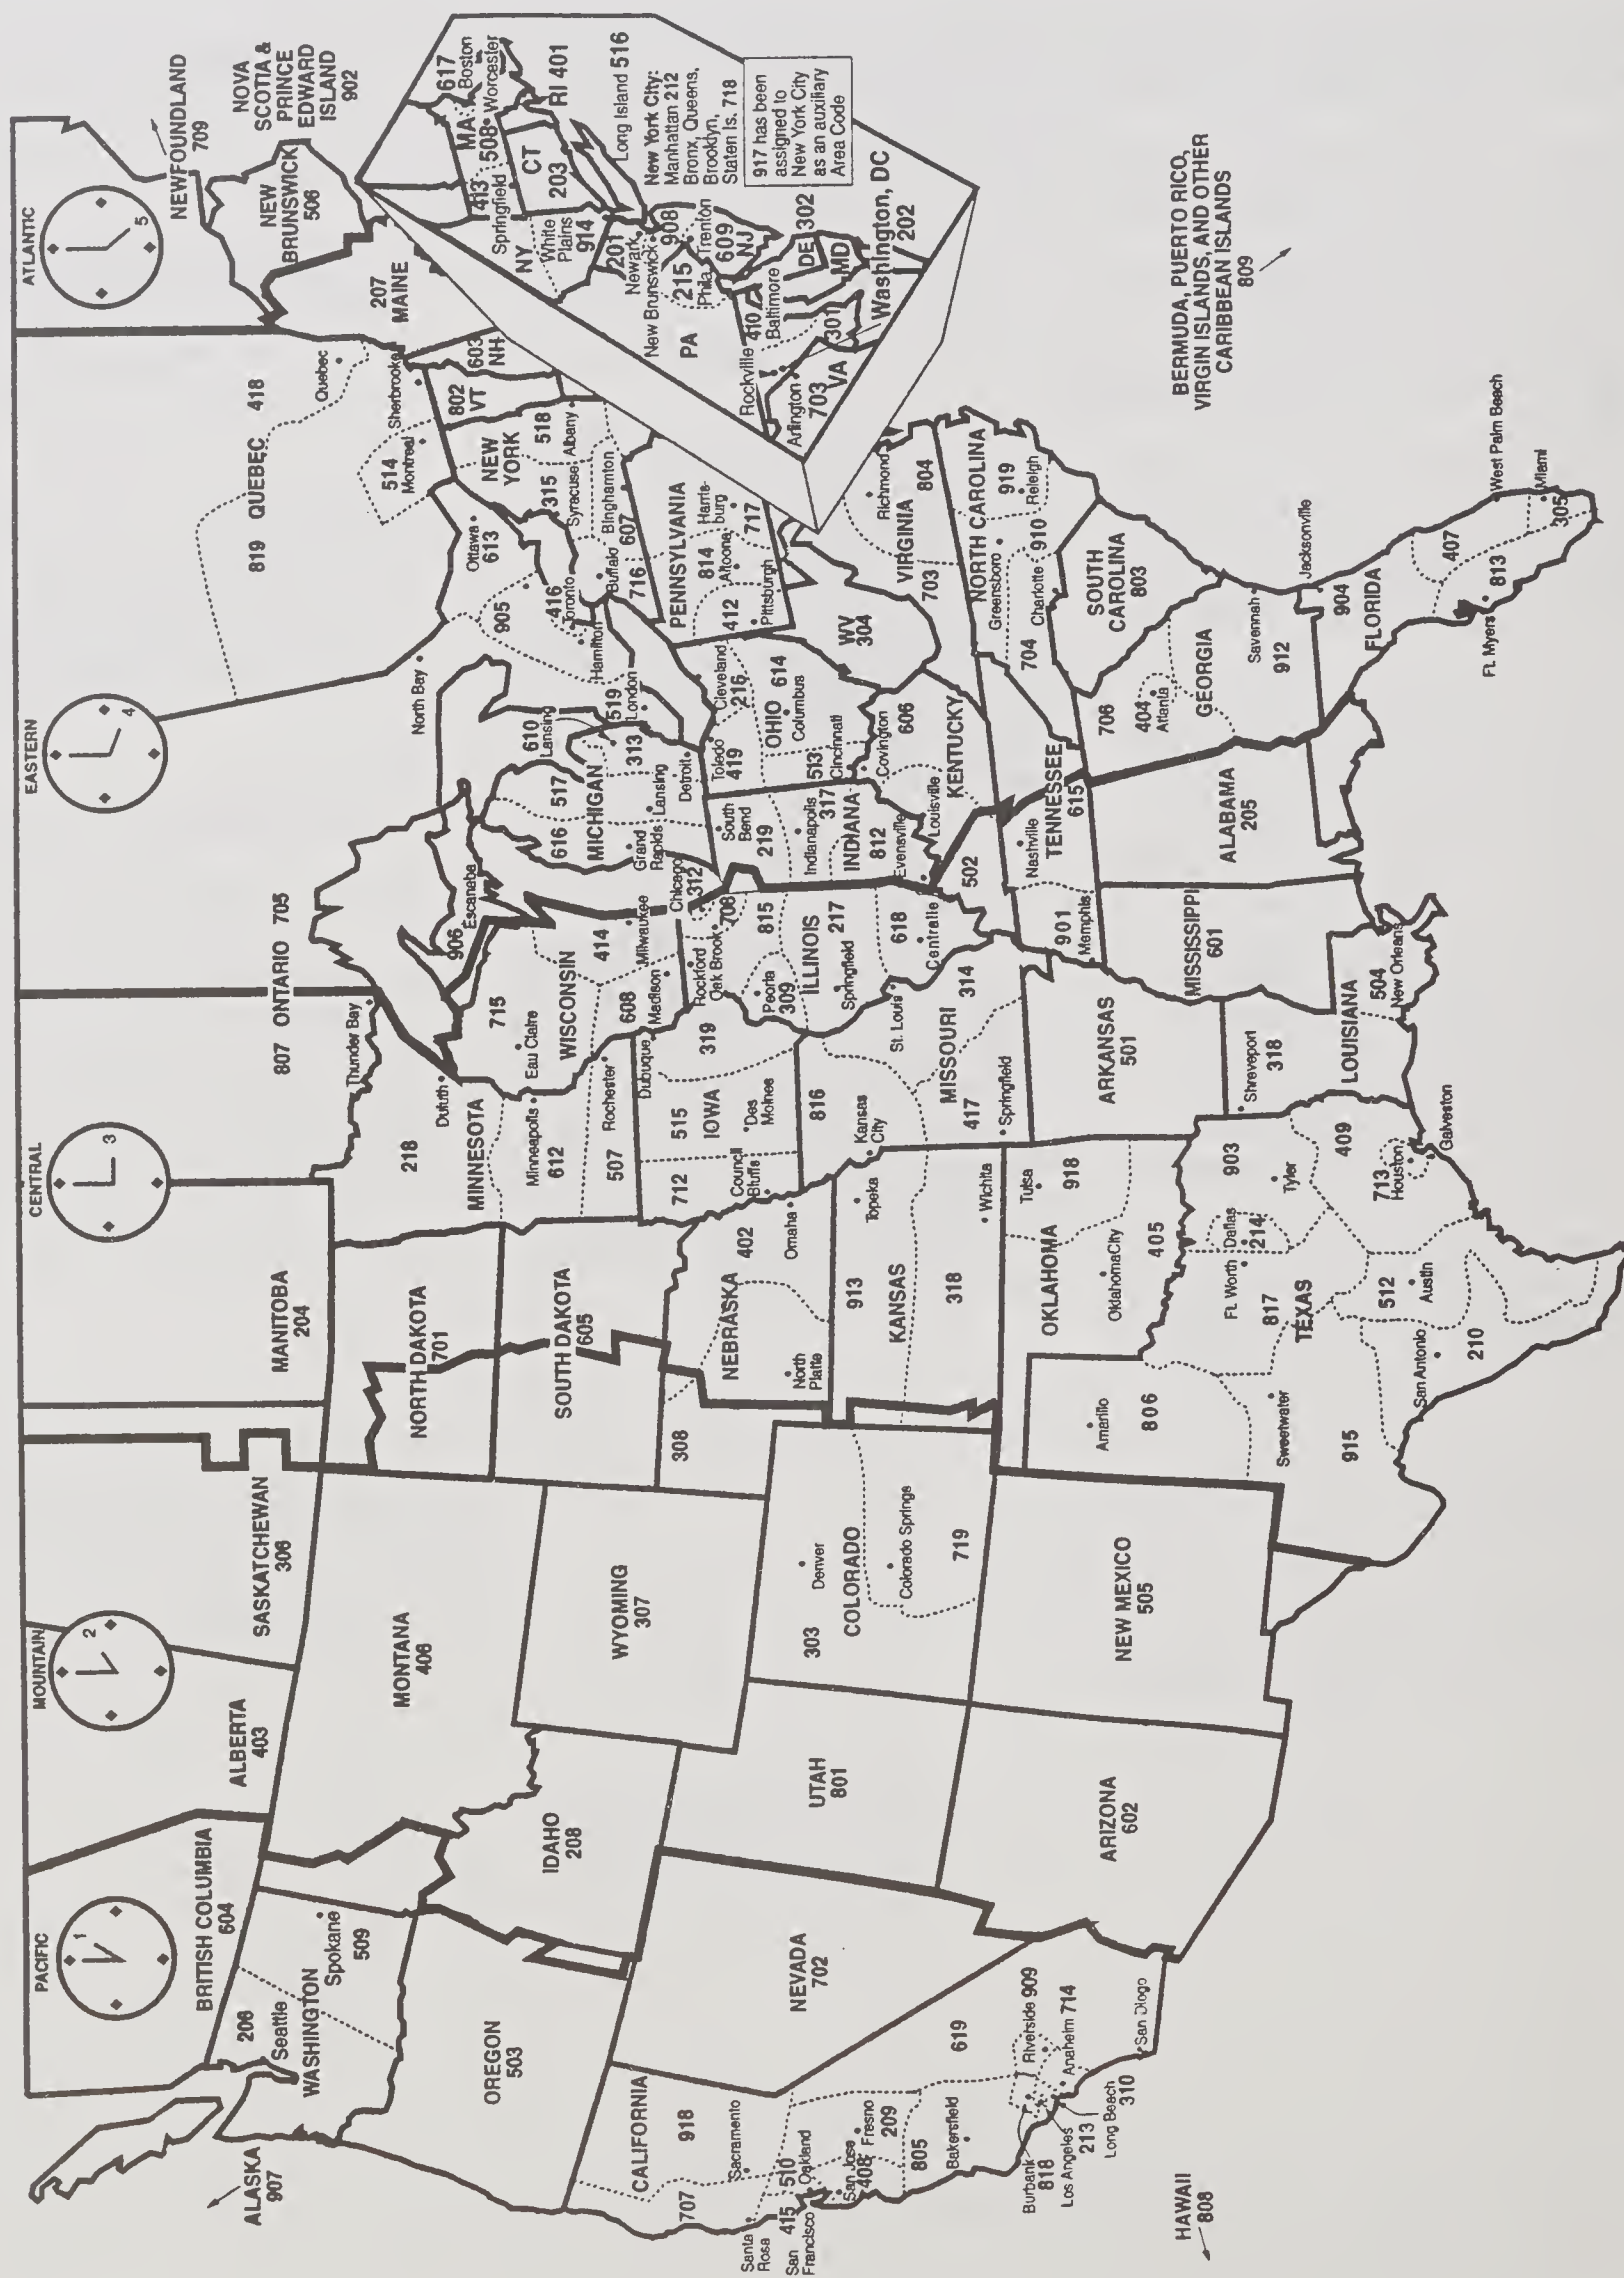 PACIFIC
1
MOUNTAIN
2
CENTRAL
3
EASTERN
4
ATLANTIC
5
ALASKA
907
BRITISH COLUMBIA
604
ALBERTA
403
SASKATCHEWAN
306
MANITOBA
204
807 ONTARIO 705
Thunder Bay
North Bay
819 QUEBEC 418
Quebec
Sherbrooke
514
Montreal
Ottawa
613
905
416
Toronto
Hamilton
519
London
NEWFOUNDLAND
709
NEW
BRUNSWICK
506
NOVA
SCOTIA &
PRINCE
EDWARD
ISLAND
902
206
Seattle
WASHINGTON
Spokane
509
OREGON
503
IDAHO
208
MONTANA
406
WYOMING
307
NORTH DAKOTA
701
SOUTH DAKOTA
605
308
NEBRASKA
402
North
Platte
Omaha
218
MINNESOTA
Duluth
Minneapolis
612
Rochester
507
715
Eau Claire
WISCONSIN
414
Milwaukee
608
Madison
906
Escanaba
616
517
MICHIGAN
Grand
Rapids
Lansing
610
Lansing
313
Detroit
712
515
IOWA
319
Dubuque
Des
Moines
Council
Bluffs
Rockford
Oak Brook
Chicago
312
708
815
Peoria
309
ILLINOIS
217
Springfield
618
Centralie
South
Bend
219
Indianapolis
317
INDIANA
812
Evensville
Toledo
419
Cleveland
216
OHIO
614
Columbus
513
Cincinnati
Covington
606
Louisville
KENTUCKY
502
WV
304
PENNSYLVANIA
412
814
Altoona
Harris-
burg
717
Pittsburgh
NEW
YORK
518
Albany
315
Syracuse
Binghamton
607
Buffalo
716
802
VT
603
NH
207
MAINE
617
Boston
MA
508
Worcester
413
Springfield
CT
203
RI 401
NY
White
Plains
914
201
Newark
New Brunswick
908
Long Island 516
New York City:
Manhattan 212
Bronx, Queens,
Brooklyn,
Staten Is. 718
917 has been
assigned to
New York City
as an auxiliary
Area Code
PA
215
Phila.
Trenton
609
NJ
410
Baltimore
DE 302
MD
Rockville
301
Washington, DC
202
Arlington
703
VA
CALIFORNIA
918
Sacramento
707
Santa
Rosa
415
San
Francisco
510
Oakland
San Jose
408
Fresno
209
805
Bakersfield
619
Riverside 909
Anaheim 714
Burbank
818
Los Angeles
213
Long Beach
310
San Diogo
HAWAII
808
NEVADA
702
UTAH
801
ARIZONA
602
303
Denver
COLORADO
Colorado Springs
719
NEW MEXICO
505
913
Topeka
KANSAS
318
Wichita
OKLAHOMA
Tulsa
918
Oklahoma City
405
816
Kansas
City
MISSOURI
St. Louis
314
417
Springfield
ARKANSAS
501
Amarillo
806
Sweetwater
915
Ft. Worth
817
Dallas
214
903
Tyler
TEXAS
409
713
Houston
Galveston
512
Austin
San Antonio
210
Shreveport
318
LOUISIANA
504
New Orleans
MISSISSIPPI
601
901
Memphis
Nashville
TENNESSEE
615
ALABAMA
205
706
404
Atlanta
GEORGIA
Savannah
912
Richmond
VIRGINIA
804
703
NORTH CAROLINA
919
Raleigh
Greensboro
910
Charlotte
704
SOUTH
CAROLINA
803
Jacksonville
904
FLORIDA
407
813
Ft. Myers
West Palm Beach
Miami
305
BERMUDA, PUERTO RICO,
VIRGIN ISLANDS, AND OTHER
CARIBBEAN ISLANDS
809